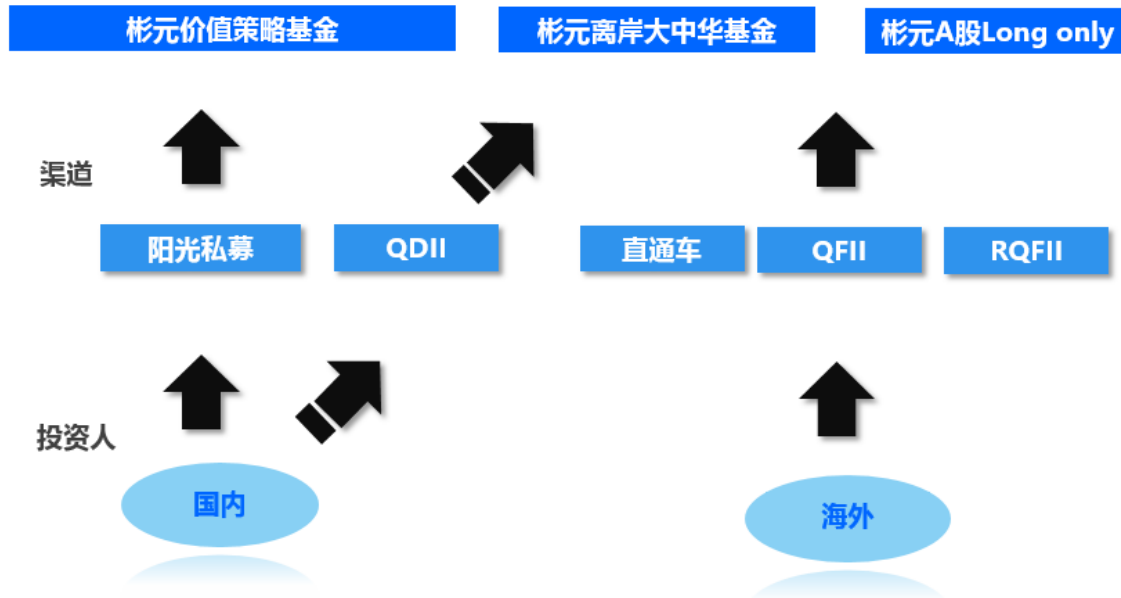 彬元价值策略基金
彬元离岸大中华基金
彬元A股Long only
渠道
阳光私募
QDII
直通车
QFII
RQFII
投资人
国内
海外